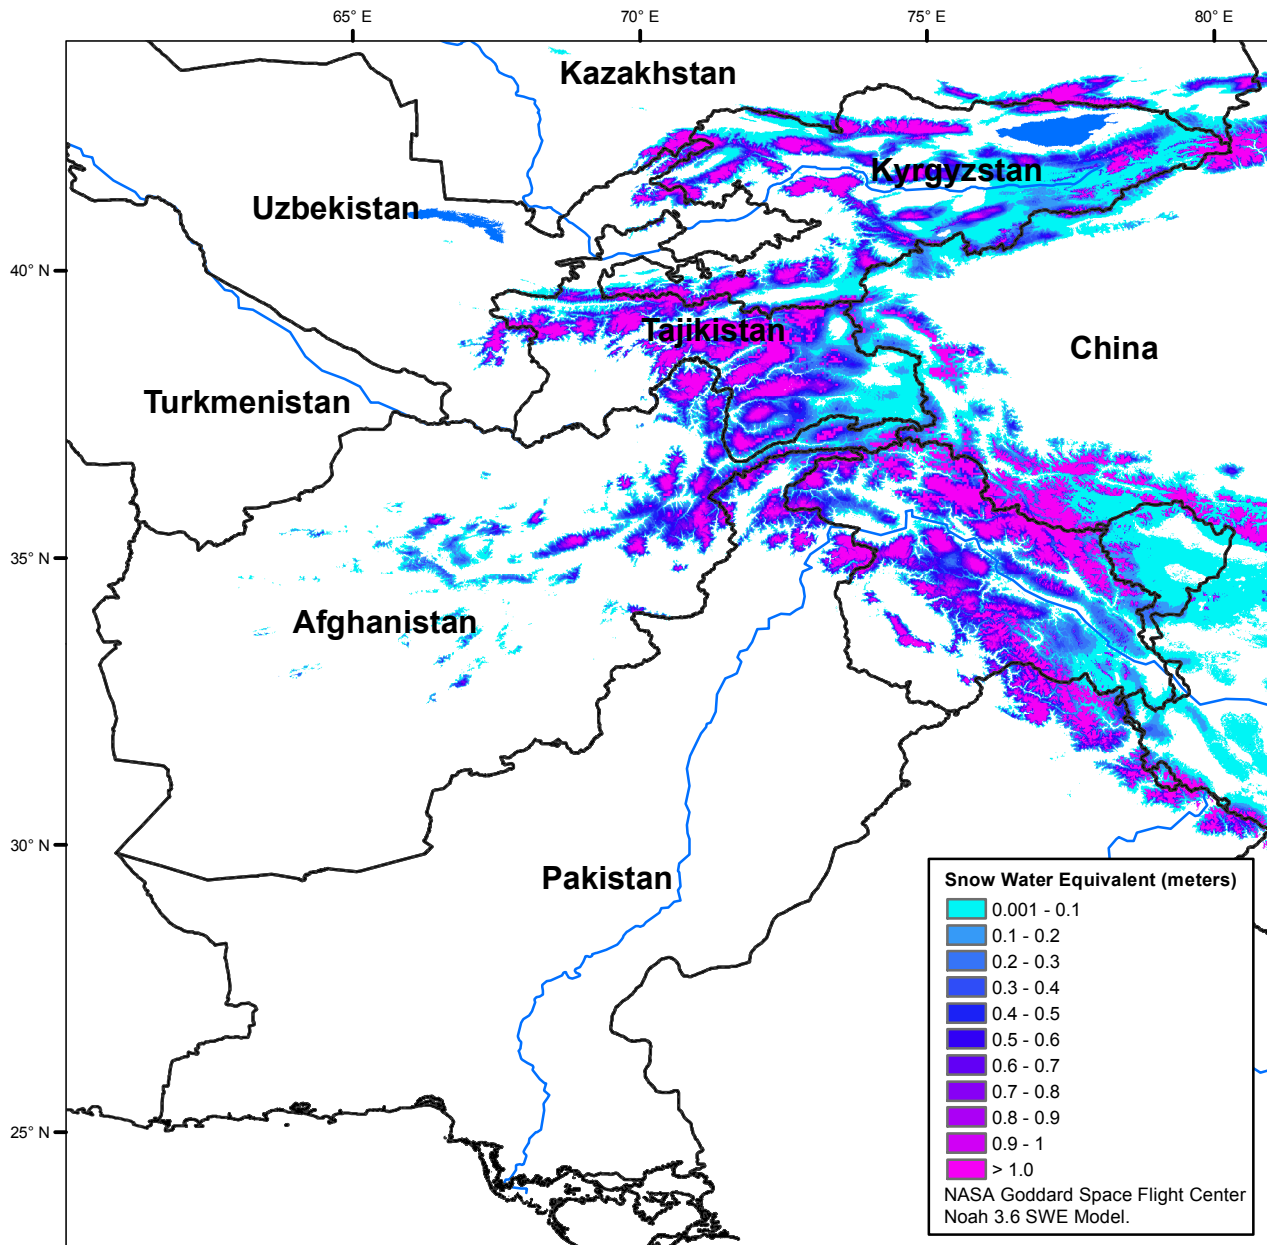 65° E
70° E
75° E
80° E
Kazakhstan
Kyrgyzstan
Uzbekistan
40° N
Tajikistan
China
Turkmenistan
35° N
Afghanistan
30° N
Pakistan
25° N
Snow Water Equivalent (meters)
0.001 - 0.1
0.1 - 0.2
0.2 - 0.3
0.3 - 0.4
0.4 - 0.5
0.5 - 0.6
0.6 - 0.7
0.7 - 0.8
0.8 - 0.9
0.9 - 1
> 1.0
NASA Goddard Space Flight Center
Noah 3.6 SWE Model.